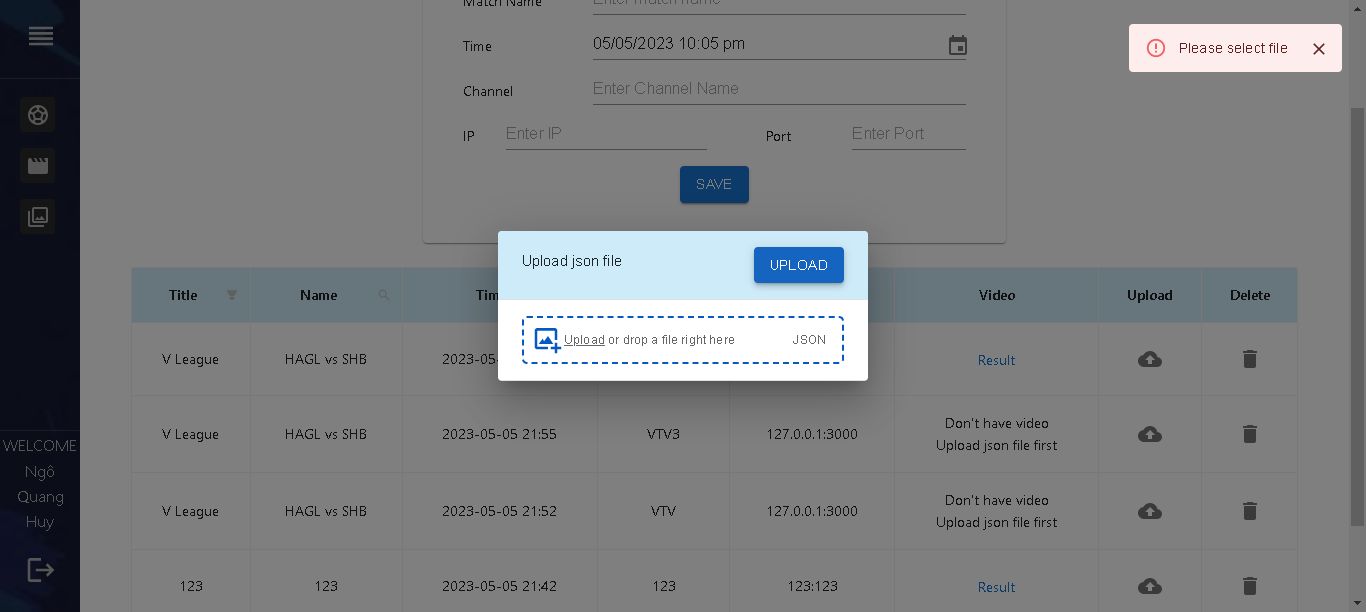 Match Name
Enter match name
Please select file
Time
05/05/2023 10:05 pm
Channel
Enter Channel Name
IP
Enter IP
Port
Enter Port
SAVE
Upload json file
UPLOAD
Title
Name
Tim
Video
Upload
Delete
Upload or drop a file right here
JSON
V League
HAGL vs SHB
2023-05-
Result
V League
HAGL vs SHB
2023-05-05 21:55
VTV3
127.0.0.1:3000
Don't have video
Upload json file first
V League
HAGL vs SHB
2023-05-05 21:52
VTV
127.0.0.1:3000
Don't have video
Upload json file first
123
123
2023-05-05 21:42
123
123:123
Result
WELCOME
Ngô
Quang
Huy